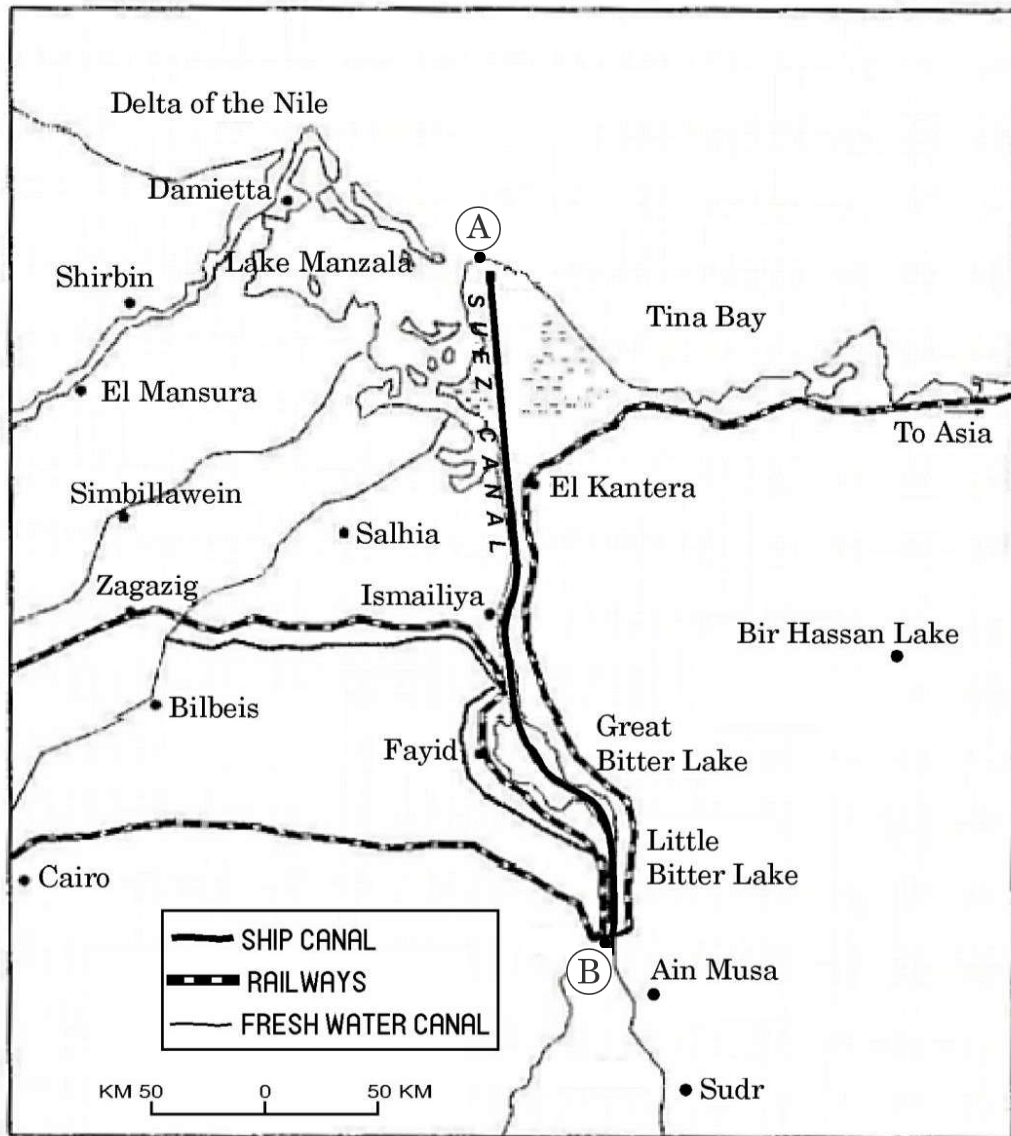 Delta of the Nile
Damietta
A
Lake Manzala
Shirbin
Tina Bay
SUEZ CANAL
El Mansura
To Asia
El Kantera
Simbillawein
Salhia
Zagazig
Ismailiya
Bir Hassan Lake
Bilbeis
Great
Bitter Lake
Fayid
Little
Bitter Lake
Cairo
SHIP CANAL
RAILWAYS
FRESH WATER CANAL
B
Ain Musa
KM 50 0 50 KM
Sudr